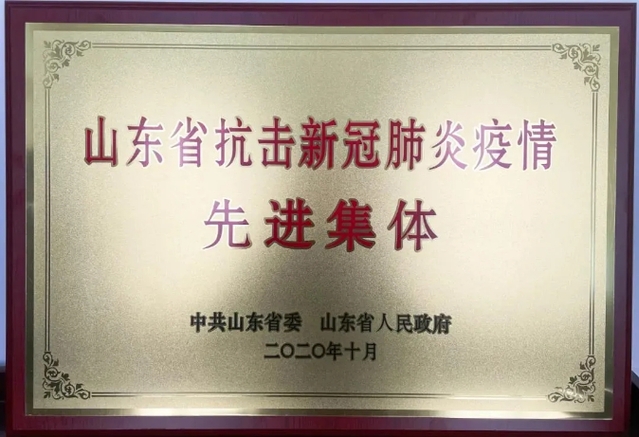 山东省抗击新冠肺炎疫情
先进集体
中共山东省委 山东省人民政府
二〇二〇年十月